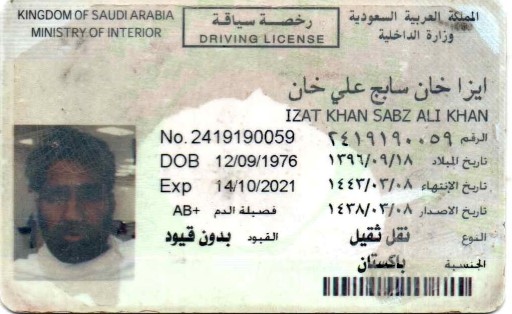 KINGDOM OF SAUDI ARABIA
MINISTRY OF INTERIOR
رخصة سياقة
DRIVING LICENSE
المملكة العربية السعودية
وزارة الداخلية
ايزا خان سابج علي خان
IZAT KHAN SABZ ALI KHAN
No. 2419190059 الرقم ٢٤١٩١٩٠٠٥٩
DOB 12/09/1976 تاريخ الميلاد ١٣٩٦/٠٩/١٨
Exp 14/10/2021 تاريخ الإنتهاء ١٤٤٣/٠٣/٠٨
AB+ فصيلة الدم تاريخ الاصدار ١٤٣٨/٠٣/٠٨
النوع نقل ثقيل القيود بدون قيود
الجنسية باكستان